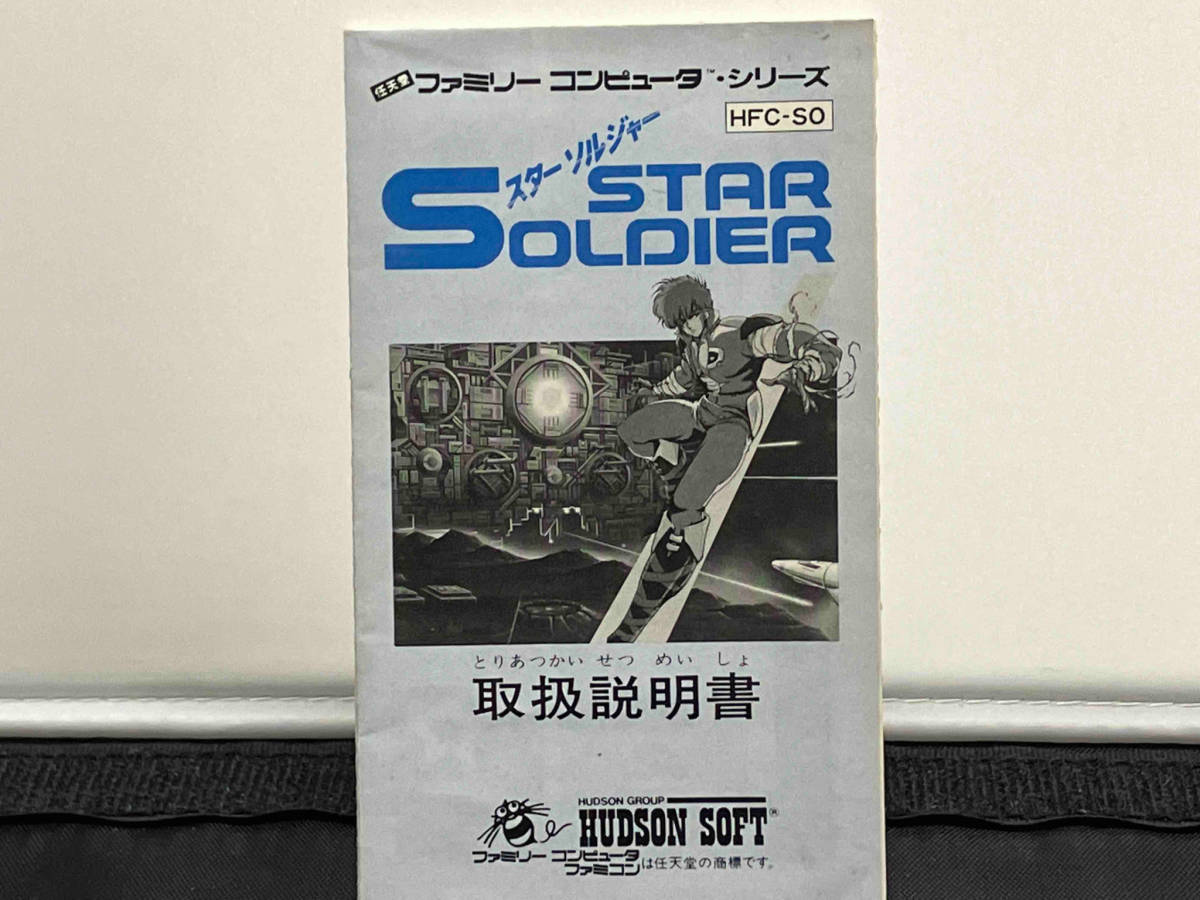 任天堂 ファミリー コンピュータ™・シリーズ
HFC-SO
スター ソルジャー
STAR
SOLDIER
とりあつかい せつ めい しょ
取扱説明書
HUDSON GROUP
HUDSON SOFT®
ファミリー コンピュータ
ファミコン は任天堂の商標です。